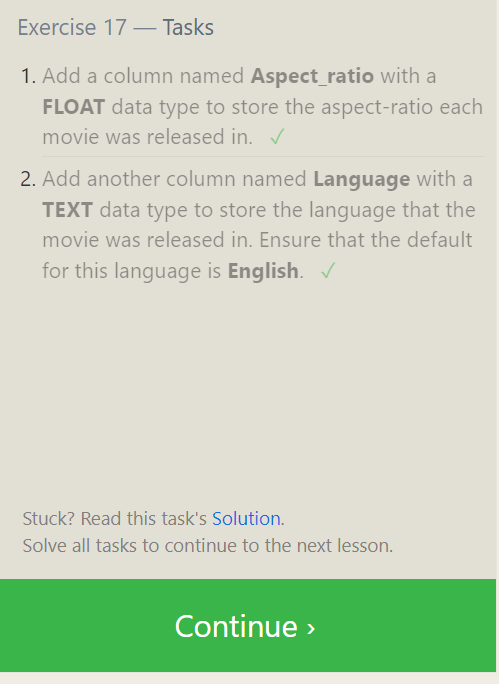 Exercise 17 — Tasks
1. Add a column named Aspect_ratio with a
FLOAT data type to store the aspect-ratio each
movie was released in. ✓
2. Add another column named Language with a
TEXT data type to store the language that the
movie was released in. Ensure that the default
for this language is English. ✓
Stuck? Read this task's Solution.
Solve all tasks to continue to the next lesson.
Continue ›